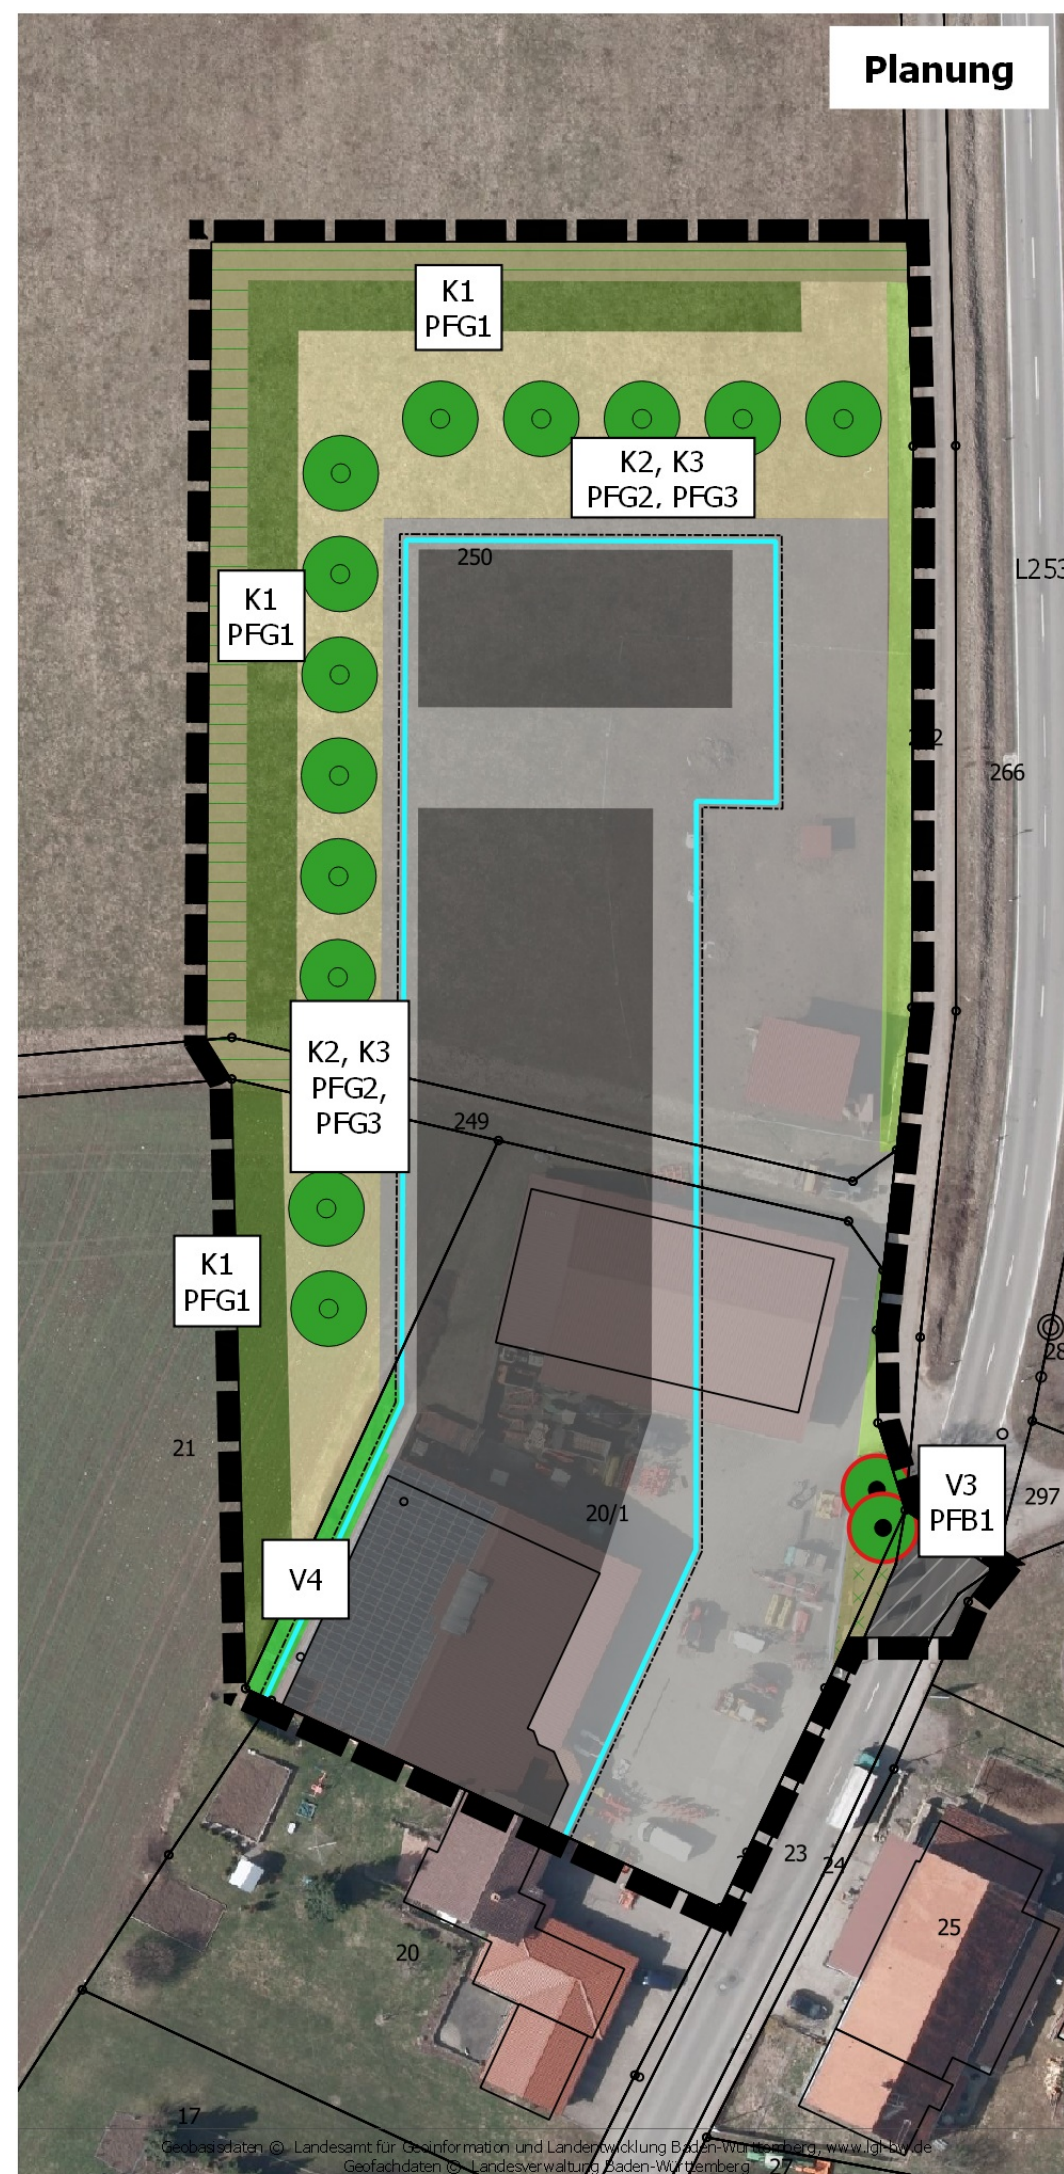 Planung
K1
PFG1
K2, K3
PFG2, PFG3
250
L253
K1
PFG1
266
K2, K3
PFG2,
PFG3
249
K1
PFG1
28
21
V3
PFB1
297
20/1
V4
23
24
25
20
17
Geobasisdaten © Landesamt für Geoinformation und Landentwicklung Baden-Württemberg, www.lgl-bw.de
Geofachdaten © Landesverwaltung Baden-Württemberg
27